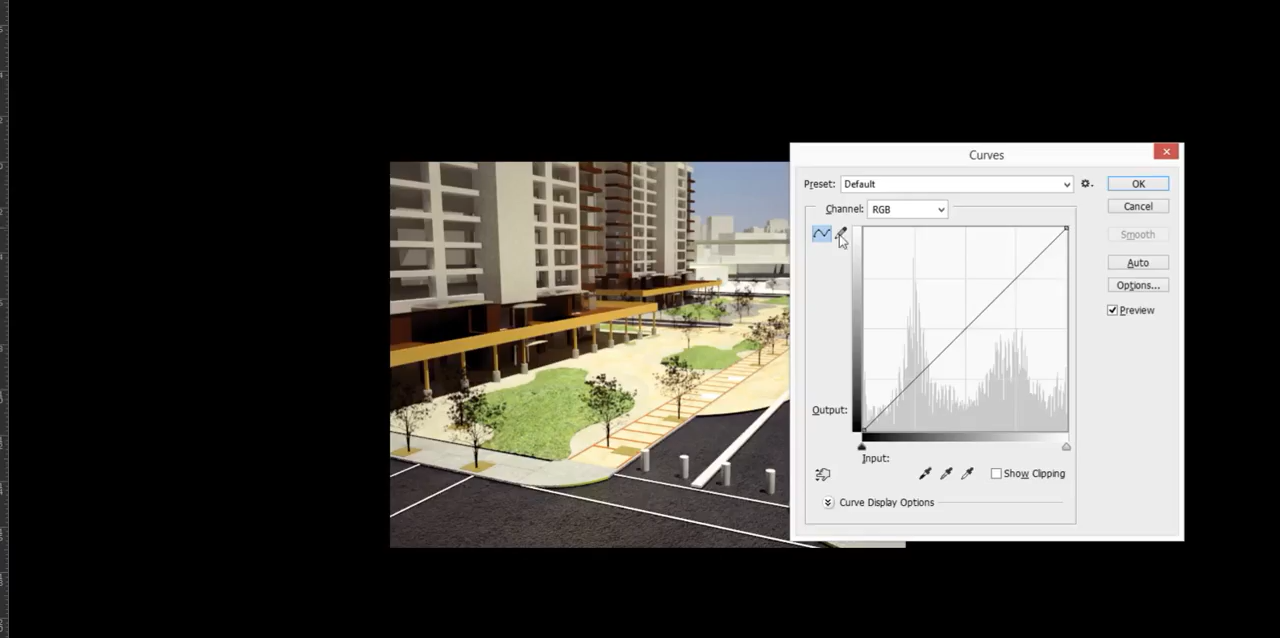 Curves
Preset: Default
OK
Channel: RGB
Cancel
Smooth
Auto
Options...
Preview
Output:
Input:
Show Clipping
Curve Display Options